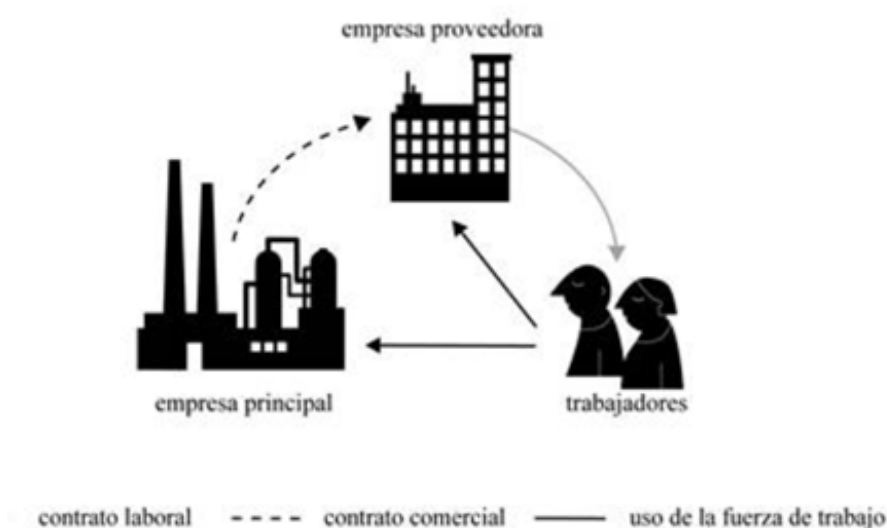 empresa proveedora
empresa principal
trabajadores
contrato laboral contrato comercial uso de la fuerza de trabajo